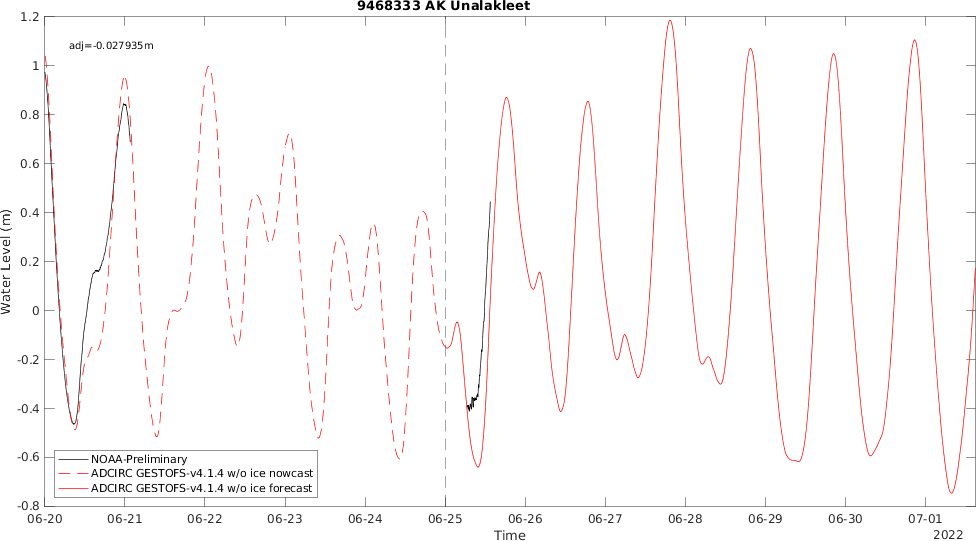 9468333 AK Unalakleet
adj=-0.027935m
Water Level (m)
1.2
1
0.8
0.6
0.4
0.2
0
-0.2
-0.4
-0.6
-0.8
NOAA-Preliminary
ADCIRC GESTOFS-v4.1.4 w/o ice nowcast
ADCIRC GESTOFS-v4.1.4 w/o ice forecast
06-20 06-21 06-22 06-23 06-24 06-25 06-26 06-27 06-28 06-29 06-30 07-01
Time
2022